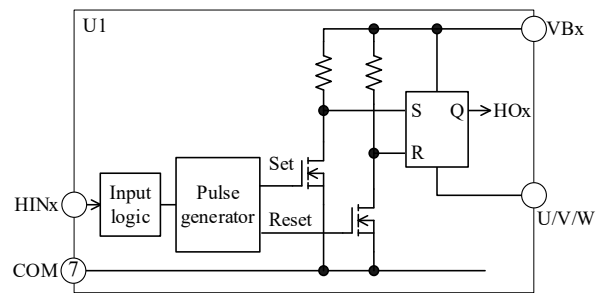 U1
VBx
S
Q
HOx
R
Set
Input
logic
Pulse
generator
HINx
Reset
U/V/W
COM
7